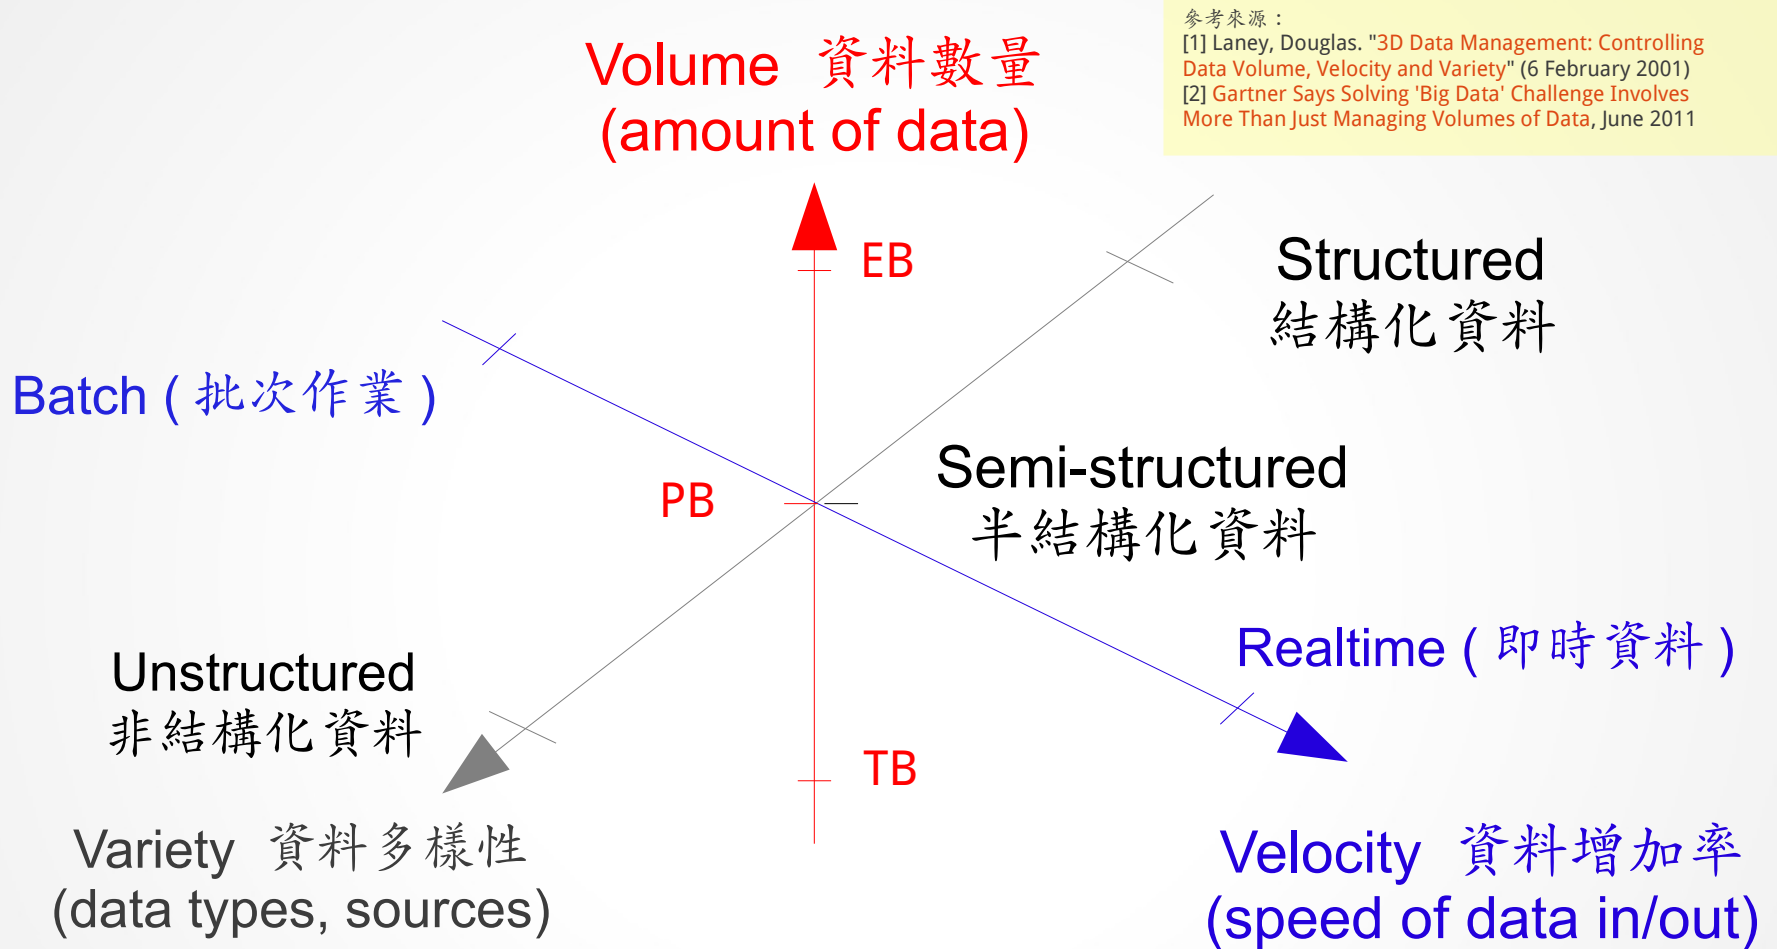 參考來源：
[1] Laney, Douglas. "3D Data Management: Controlling
Data Volume, Velocity and Variety" (6 February 2001)
[2] Gartner Says Solving 'Big Data' Challenge Involves
More Than Just Managing Volumes of Data, June 2011
Volume 資料數量
(amount of data)
EB
Structured
結構化資料
Batch ( 批次作業 )
PB
Semi-structured
半結構化資料
Realtime ( 即時資料 )
Unstructured
非結構化資料
TB
Variety 資料多樣性
(data types, sources)
Velocity 資料增加率
(speed of data in/out)